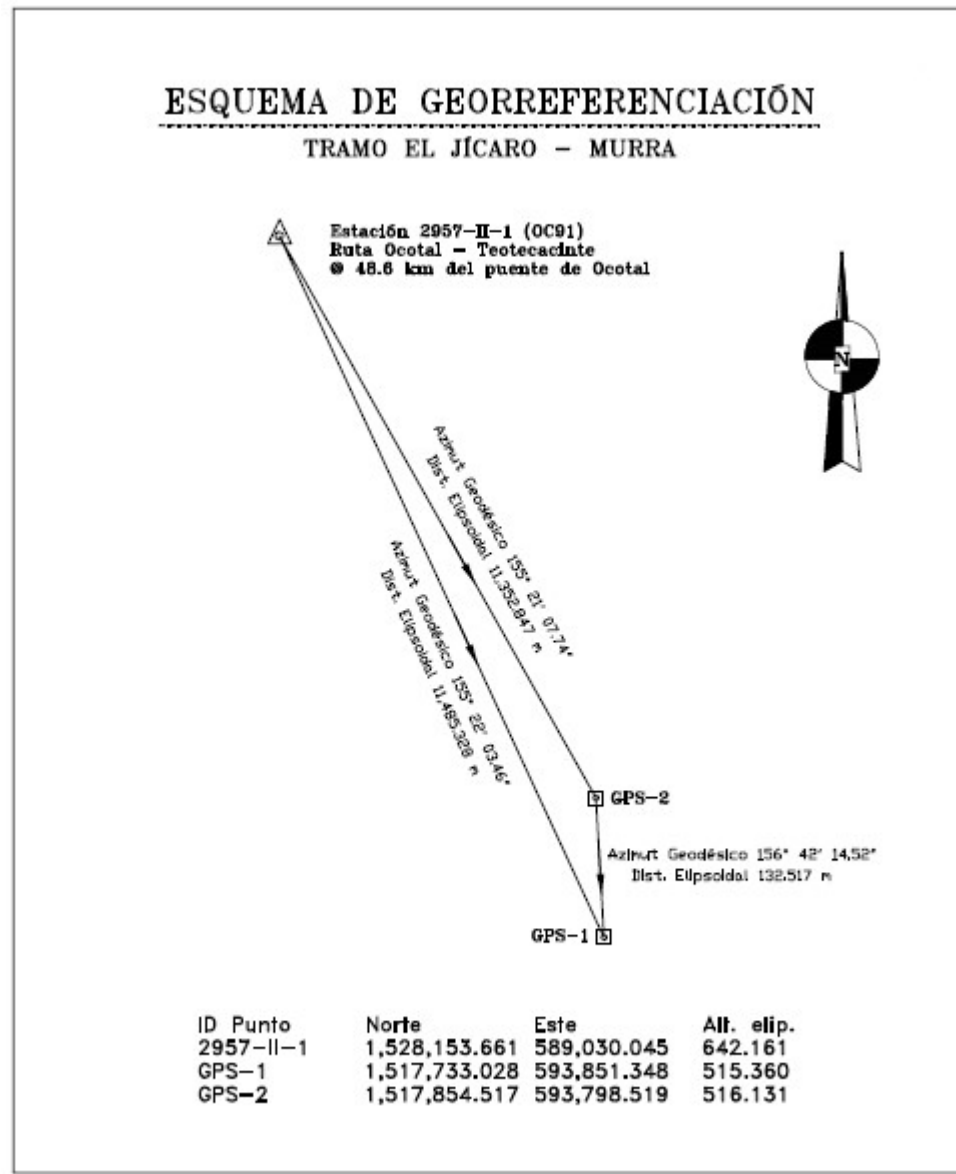 ESQUEMA DE GEORREFERENCIACIÓN
TRAMO EL JÍCARO – MURRA
Estación 2957-II-1 (OC91)
Ruta Ocotal – Teotecacinte
@ 48.6 km del puente de Ocotal
N
Azimut Geodésico 155° 21' 07.74"
Dist. Elipsoidal 11,352.847 m
Azimut Geodésico 155° 22' 03.46"
Dist. Elipsoidal 11,485.328 m
GPS-2
Azimut Geodésico 156° 42' 14.52"
Dist. Elipsoidal 132.517 m
GPS-1
ID Punto Norte Este Alt. elip.
2957-II-1 1,528,153.661 589,030.045 642.161
GPS-1 1,517,733.028 593,851.348 515.360
GPS-2 1,517,854.517 593,798.519 516.131